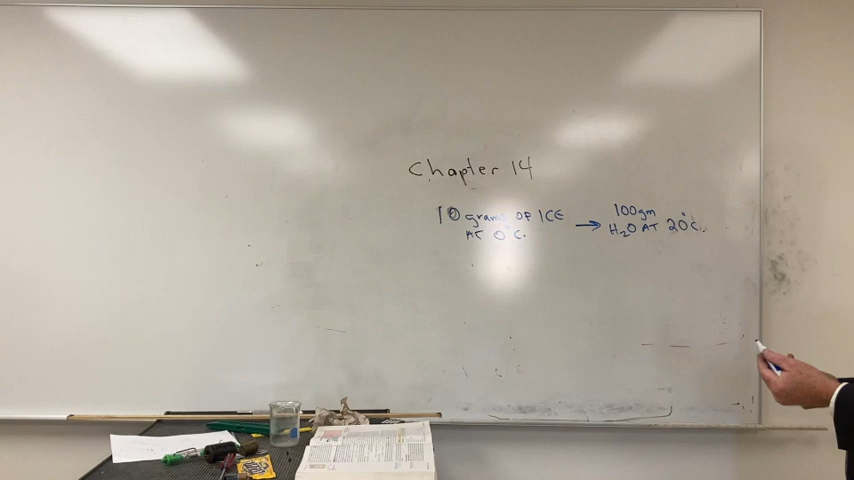 Chapter 14
10 grams OF ICE
AT 0°C.
→ 100gm
H₂O AT 20°C.